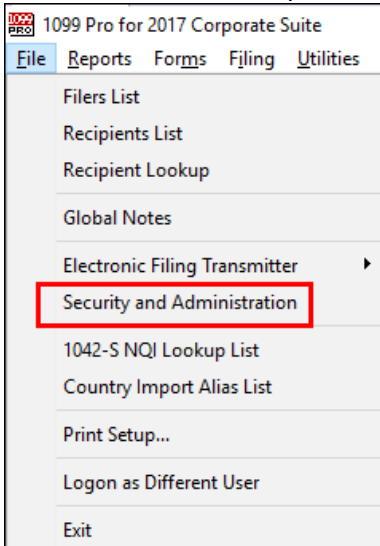 1099 PRO 1099 Pro for 2017 Corporate Suite
File Reports Forms Filing Utilities
Filers List
Recipients List
Recipient Lookup
Global Notes
Electronic Filing Transmitter
Security and Administration
1042-S NQI Lookup List
Country Import Alias List
Print Setup...
Logon as Different User
Exit